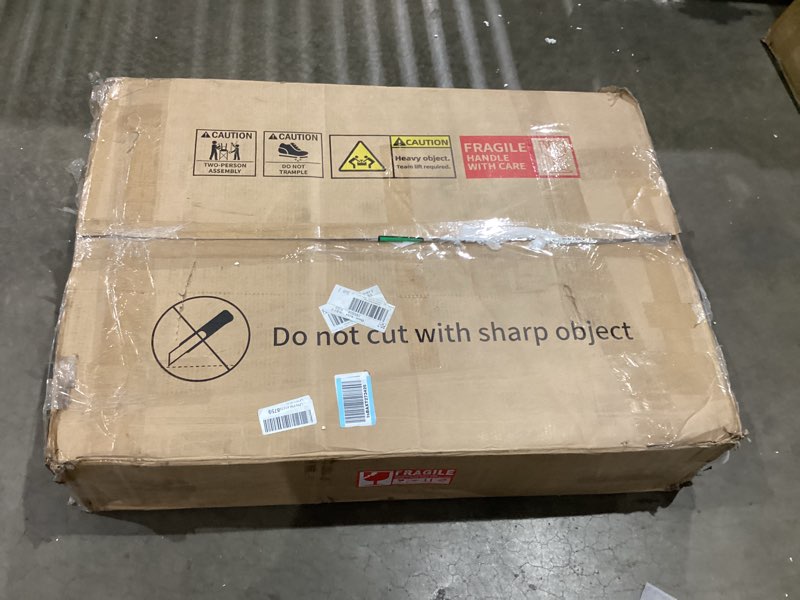 CAUTION
TWO-PERSON
ASSEMBLY
CAUTION
DO NOT
TRAMPLE
CAUTION
Heavy object.
Team lift required.
FRAGILE
HANDLE
WITH CARE
Do not cut with sharp object
FRAGILE